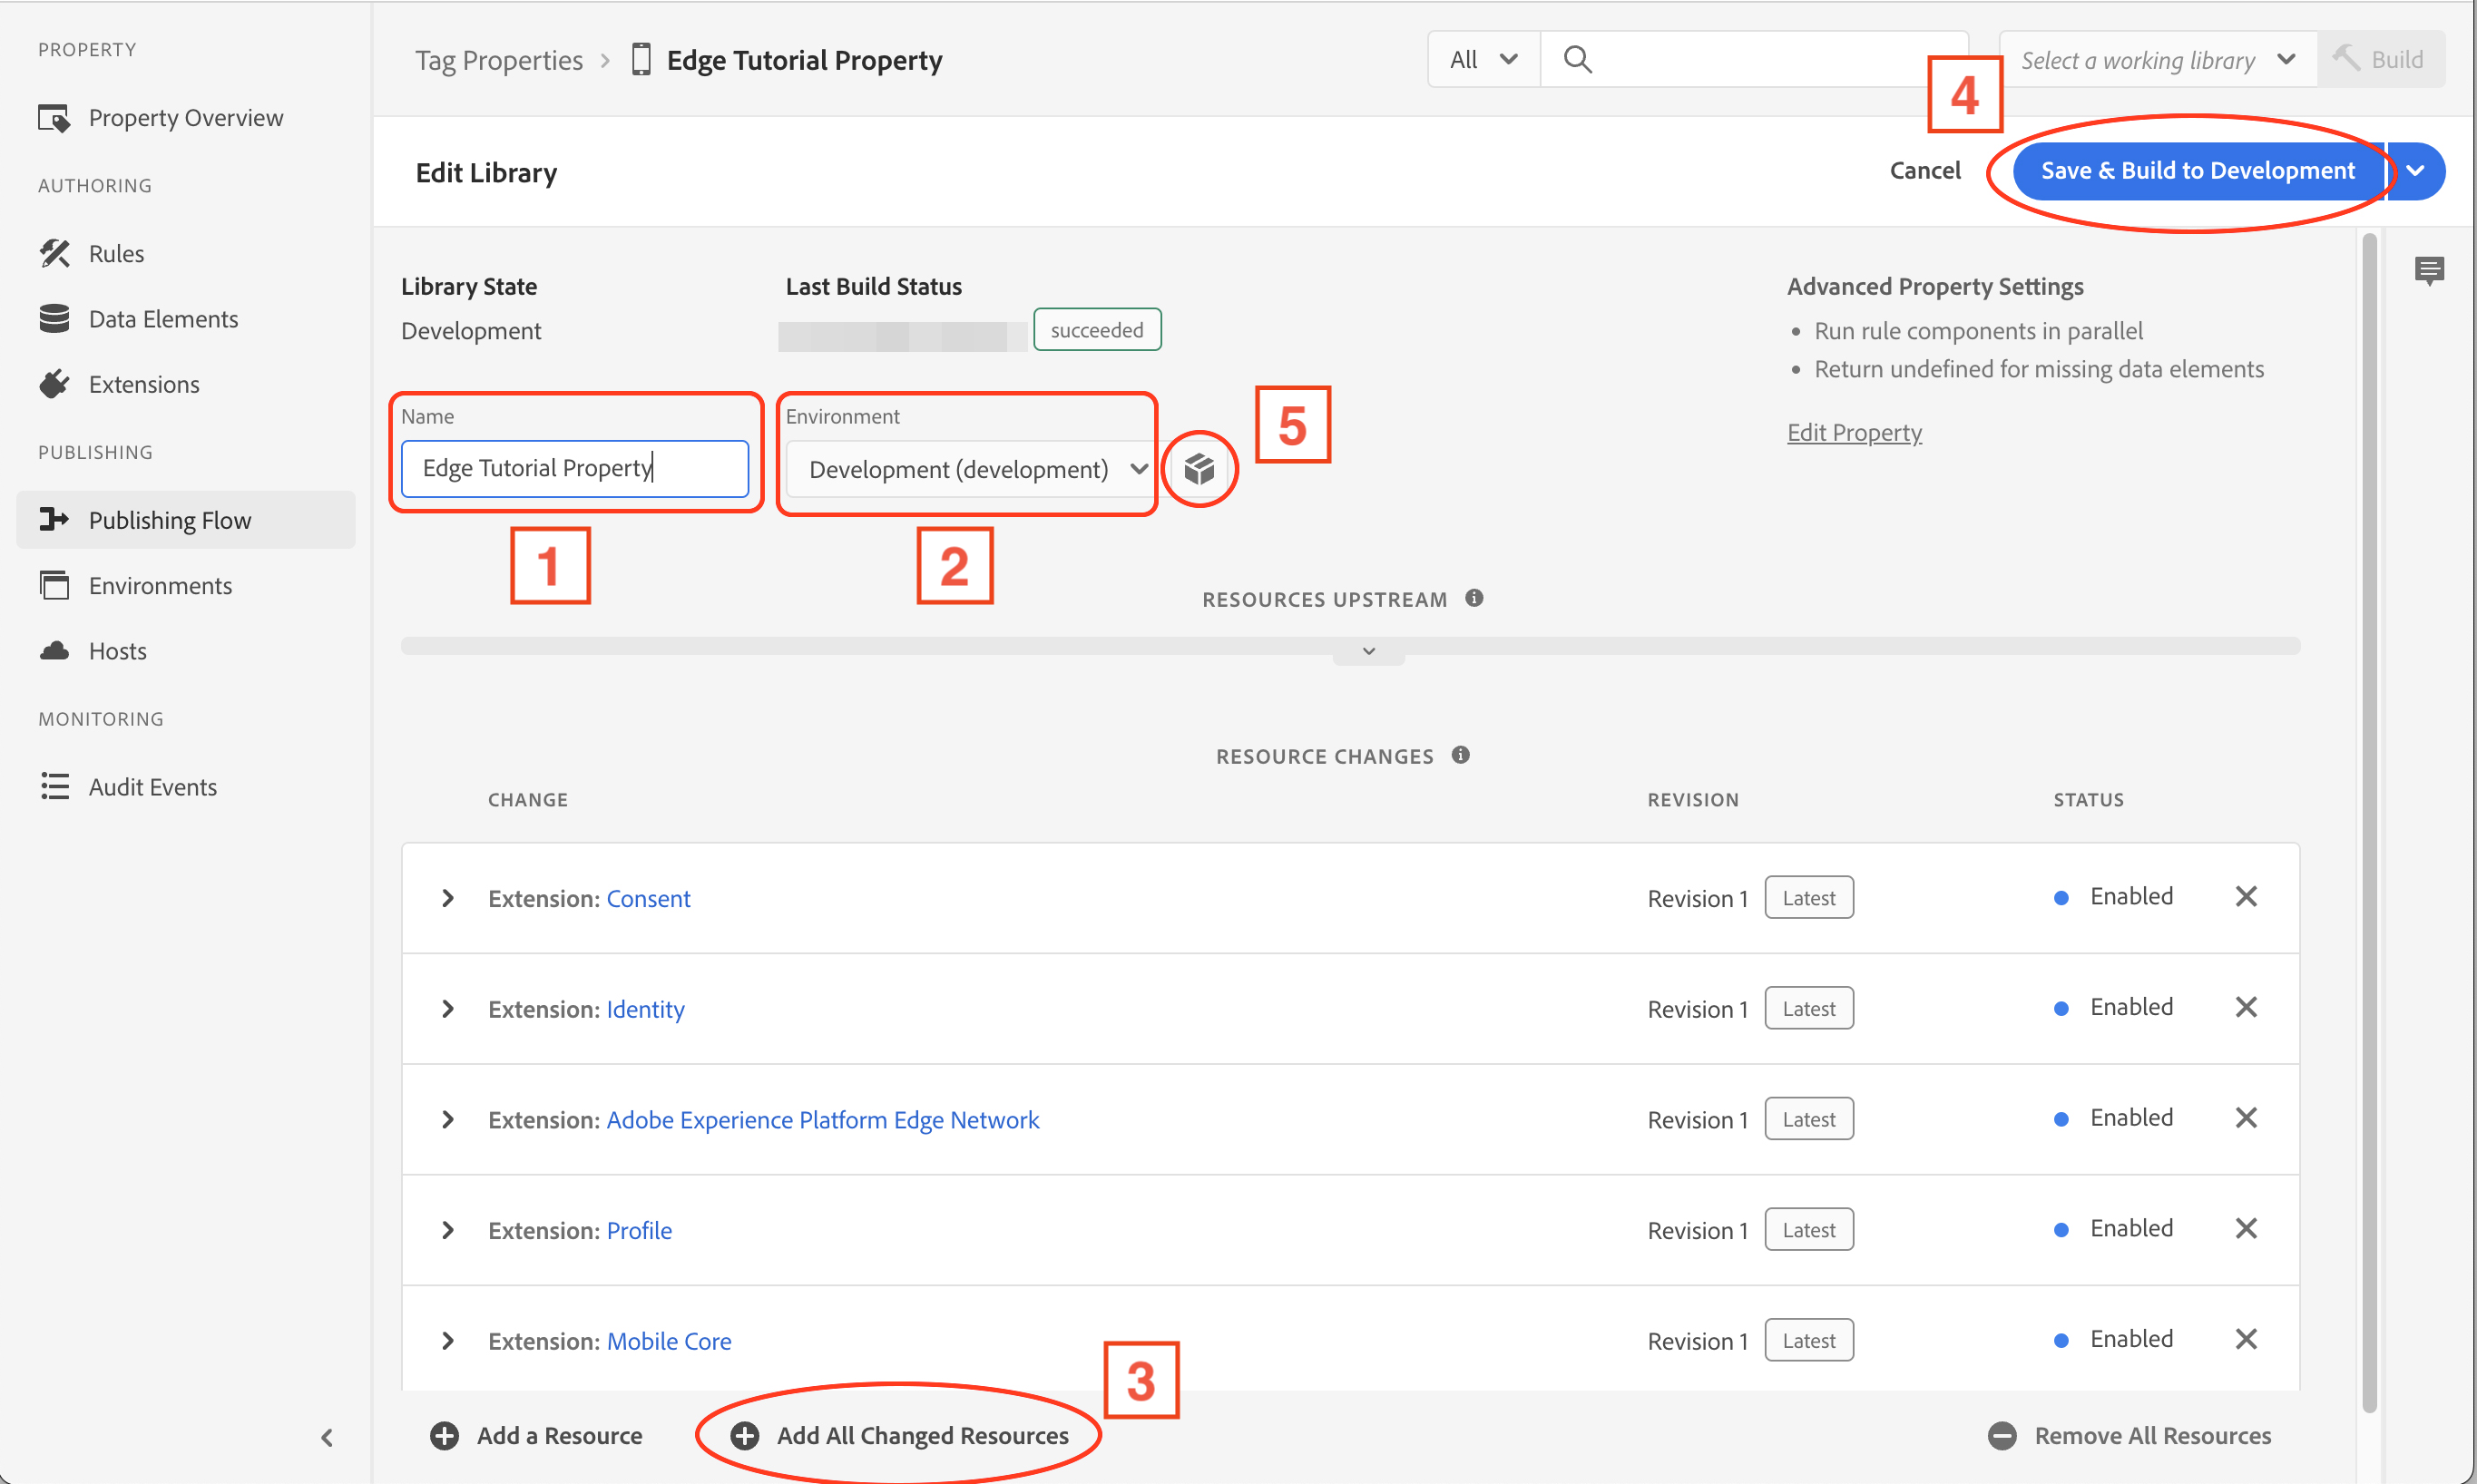 PROPERTY
Property Overview
AUTHORING
Rules
Data Elements
Extensions
PUBLISHING
Publishing Flow
Environments
Hosts
MONITORING
Audit Events
Tag Properties > Edge Tutorial Property
All
Select a working library
Build
4
Edit Library
Cancel
Save & Build to Development
Library State
Development
Last Build Status
succeeded
Advanced Property Settings
• Run rule components in parallel
• Return undefined for missing data elements
Edit Property
Name
Edge Tutorial Property
1
Environment
Development (development)
2
5
RESOURCES UPSTREAM
RESOURCE CHANGES
CHANGE REVISION STATUS
Extension: Consent Revision 1 Latest Enabled
Extension: Identity Revision 1 Latest Enabled
Extension: Adobe Experience Platform Edge Network Revision 1 Latest Enabled
Extension: Profile Revision 1 Latest Enabled
Extension: Mobile Core Revision 1 Latest Enabled
3
Add a Resource
Add All Changed Resources
Remove All Resources